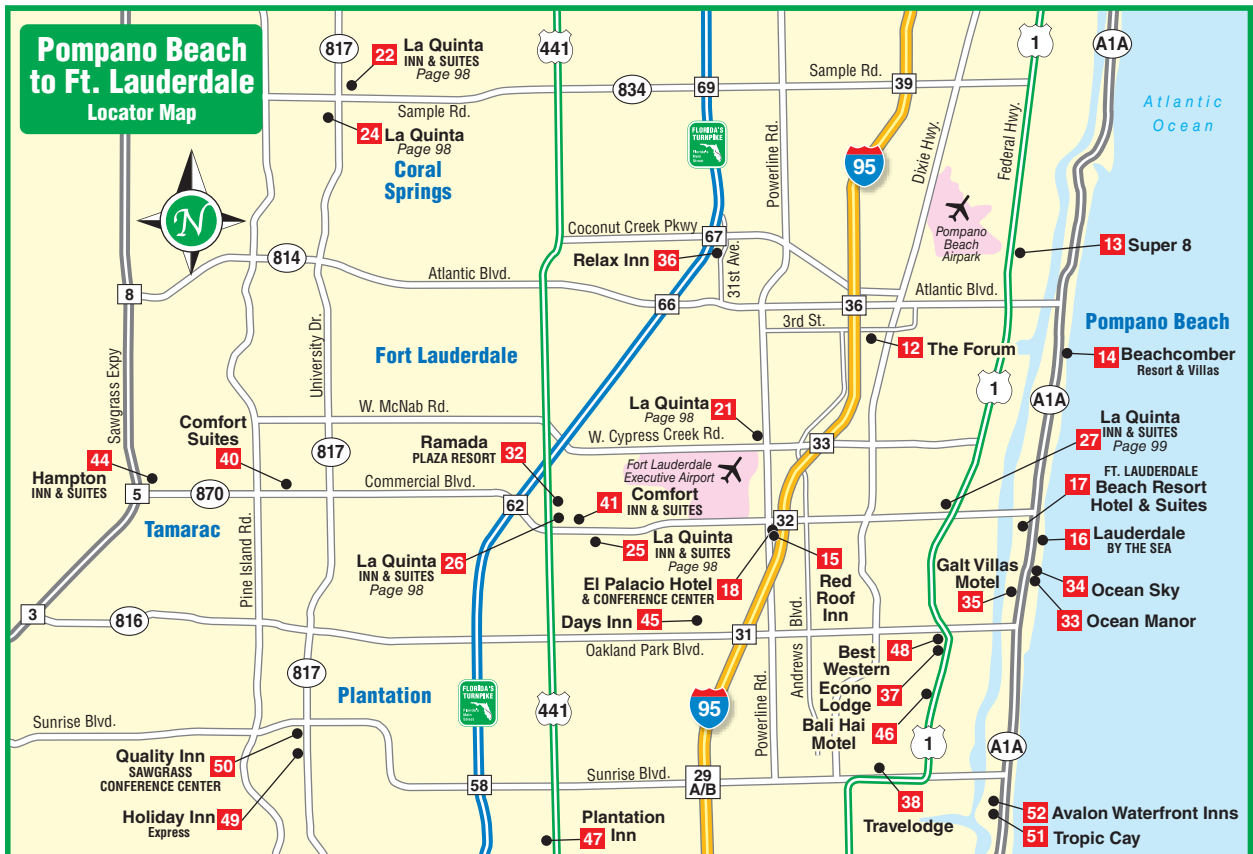 Pompano Beach
to Ft. Lauderdale
Locator Map
N
817
22
La Quinta
INN & SUITES
Page 98
441
1
A1A
Sample Rd.
834
69
39
Sample Rd.
24
La Quinta
Page 98
Coral
Springs
FLORIDA'S
TURNPIKE
Florida's
Main
Street
Powerline Rd.
95
Dixie Hwy.
Federal Hwy.
Atlantic
Ocean
Pompano
Beach
Airpark
Coconut Creek Pkwy
67
Relax Inn 36
31st Ave.
13 Super 8
814
Atlantic Blvd.
8
66
36
Atlantic Blvd.
3rd St.
Pompano Beach
12 The Forum
14 Beachcomber
Resort & Villas
Sawgrass Expy
University Dr.
Fort Lauderdale
1
A1A
W. McNab Rd.
La Quinta 21
Page 98
W. Cypress Creek Rd.
33
La Quinta
27 INN & SUITES
Page 99
Comfort
Suites
40
817
Ramada
PLAZA RESORT
32
Fort Lauderdale
Executive Airport
44
Hampton
INN & SUITES
5
870
Commercial Blvd.
62
41 Comfort
INN & SUITES
32
17 FT. LAUDERDALE
Beach Resort
Hotel & Suites
Tamarac
Pine Island Rd.
La Quinta
INN & SUITES
Page 98
26
25 La Quinta
INN & SUITES
Page 98
16 Lauderdale
BY THE SEA
El Palacio Hotel
& CONFERENCE CENTER
18
15
Red
Roof
Inn
Galt Villas
Motel
35
34 Ocean Sky
33 Ocean Manor
3
816
Days Inn 45
31
Oakland Park Blvd.
Andrews Blvd.
Best
Western
48
817
Plantation
FLORIDA'S
TURNPIKE
Florida's
Main
Street
441
95
Powerline Rd.
Econo
Lodge
37
Bali Hai
Motel
46
1
A1A
Sunrise Blvd.
Quality Inn
SAWGRASS
CONFERENCE CENTER
50
58
Sunrise Blvd.
29
A/B
Holiday Inn
Express
49
Plantation
Inn
47
38
Travelodge
52 Avalon Waterfront Inns
51 Tropic Cay